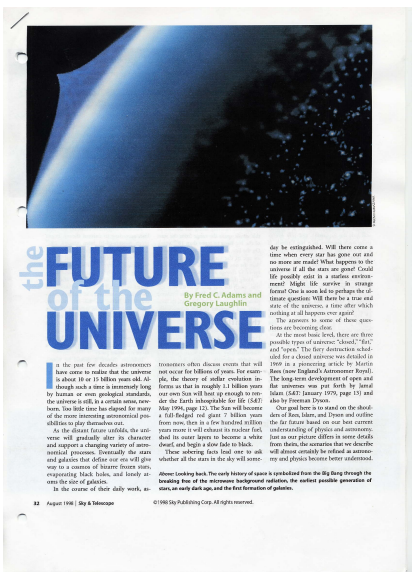 the
FUTURE
of the
UNIVERSE
By Fred C. Adams and
Gregory Laughlin
In the past few decades astronomers
have come to realize that the universe
is about 10 or 15 billion years old. Al-
though such a time is immensely long
by human or even geological standards,
the universe is still, in a certain sense, new-
born. Too little time has elapsed for many
of the more interesting astronomical pos-
sibilities to play themselves out.
As the distant future unfolds, the uni-
verse will gradually alter its character
and support a changing variety of astro-
nomical processes. Eventually the stars
and galaxies that define our era will give
way to a cosmos of bizarre frozen stars,
evaporating black holes, and lonely at-
oms the size of galaxies.
In the course of their daily work, as-
tronomers often discuss events that will
not occur for billions of years. For exam-
ple, the theory of stellar evolution in-
forms us that in roughly 1.1 billion years
our own Sun will heat up enough to ren-
der the Earth inhospitable for life (S&T:
May 1994, page 12). The Sun will become
a full-fledged red giant 7 billion years
from now, then in a few hundred million
years more it will exhaust its nuclear fuel,
shed its outer layers to become a white
dwarf, and begin a slow fade to black.
These sobering facts lead one to ask
whether all the stars in the sky will some-
day be extinguished. Will there come a
time when every star has gone out and
no more are made? What happens to the
universe if all the stars are gone? Could
life possibly exist in a starless environ-
ment? Might life survive in strange
forms? One is soon led to perhaps the ul-
timate question: Will there be a true end
state of the universe, a time after which
nothing at all happens ever again?
The answers to some of these ques-
tions are becoming clear.
At the most basic level, there are three
possible types of universe: "closed," "flat,"
and "open." The fiery destruction sched-
uled for a closed universe was detailed in
1969 in a pioneering article by Martin
Rees (now England's Astronomer Royal).
The long-term development of open and
flat universes was put forth by Jamal
Islam (S&T: January 1979, page 13) and
also by Freeman Dyson.
Our goal here is to stand on the shoul-
ders of Rees, Islam, and Dyson and outline
the far future based on our best current
understanding of physics and astronomy.
Just as our picture differs in some details
from theirs, the scenarios that we describe
will almost certainly be refined as astrono-
my and physics become better understood.
Above: Looking back. The early history of space is symbolized from the Big Bang through the
breaking free of the microwave background radiation, the earliest possible generation of
stars, an early dark age, and the first formation of galaxies.
32 August 1998 | Sky & Telescope
©1998 Sky Publishing Corp. All rights reserved.